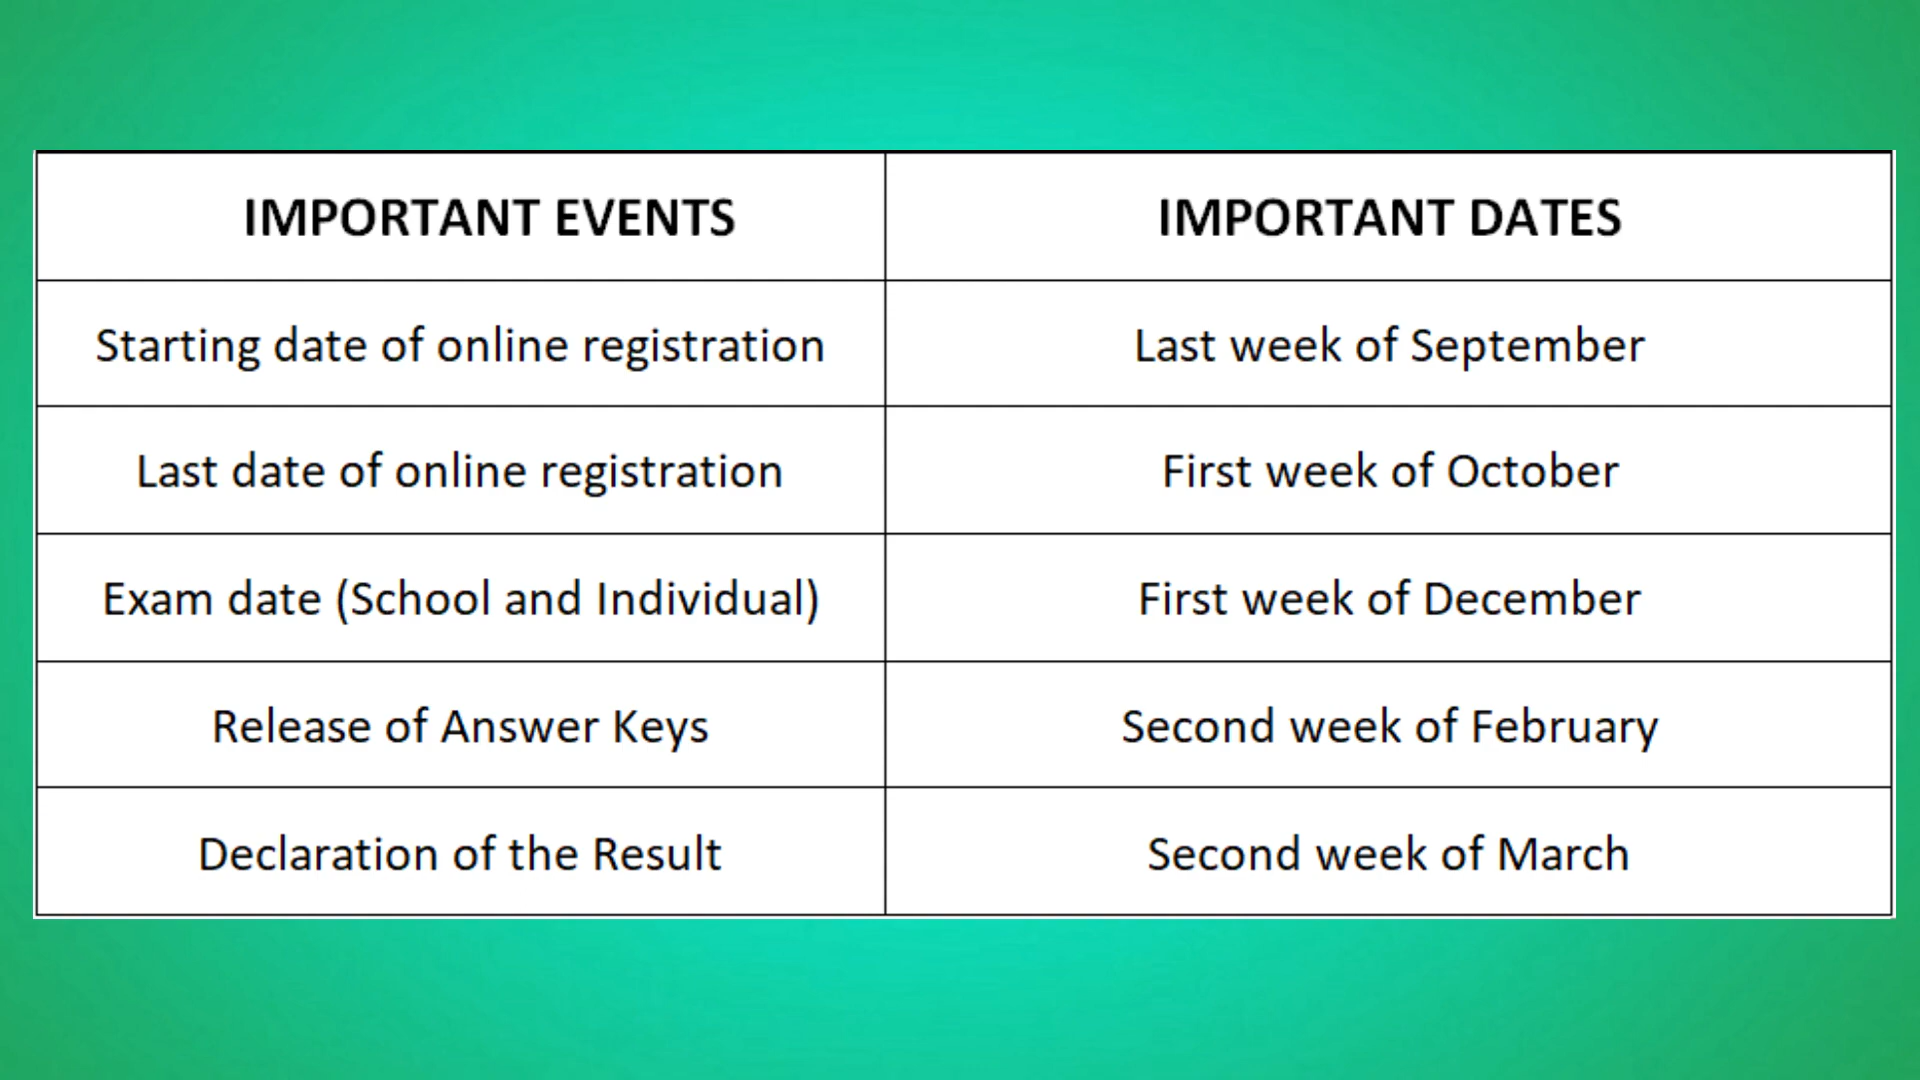 IMPORTANT EVENTS IMPORTANT DATES
Starting date of online registration Last week of September
Last date of online registration First week of October
Exam date (School and Individual) First week of December
Release of Answer Keys Second week of February
Declaration of the Result Second week of March